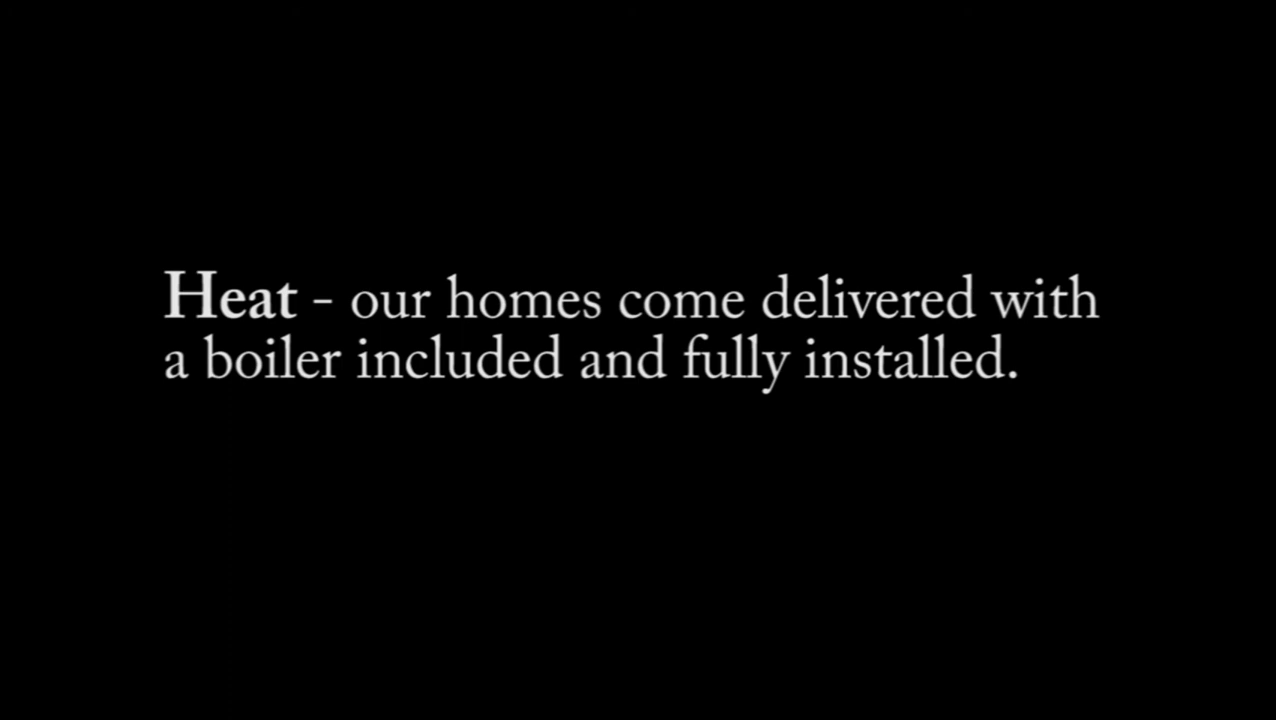 Heat - our homes come delivered with
a boiler included and fully installed.